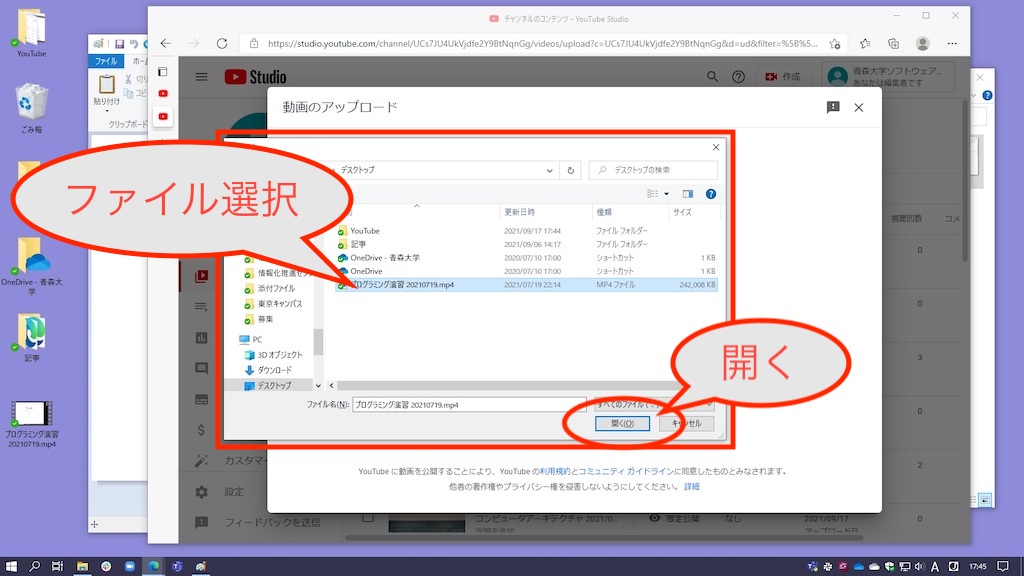 YouTube
ごみ箱
OneDrive - 青森大
学
記事
プログラミング演習
20210719.mp4
ファイル
ホー
貼り付け
クリップボード
チャンネルのコンテンツ - YouTube Studio
https://studio.youtube.com/channel/UCs7JU4UkVjdfe2Y9BtNqnGg/videos/upload?c=UCs7JU4UkVjdfe2Y9BtNqnGg&d=ud&filter=%5B%5...
Studio
作成
青森大学ソフトウェア...
あなたは編集者です
動画のアップロード
デスクトップ
デスクトップの検索
更新日時
種類
サイズ
YouTube
2021/09/17 17:44
ファイル フォルダー
記事
2021/09/06 14:17
ファイル フォルダー
OneDrive - 青森大学
2020/07/10 17:00
ショートカット
1 KB
OneDrive
2020/07/10 17:00
ショートカット
1 KB
プログラミング演習 20210719.mp4
2021/07/19 22:14
MP4 ファイル
242,008 KB
情報化推進セン
添付ファイル
東京キャンパス
募集
PC
3D オブジェクト
ダウンロード
デスクトップ
ファイル名(N):
プログラミング演習 20210719.mp4
すべてのファイル (*.*)
開く(O)
キャンセル
ファイル選択
開く
YouTube に動画を公開することにより、YouTube の利用規約とコミュニティ ガイドラインに同意したものとみなされます。
他者の著作権やプライバシー権を侵害しないようにしてください。 詳細
視聴回数
コメ
0
0
3
0
2
0
カスタマ
設定
フィードバックを送信
コンピュータアーキテクチャ 2021/0...
説明を追加
限定公開
なし
2021/09/17
アップロード日
A
17:45